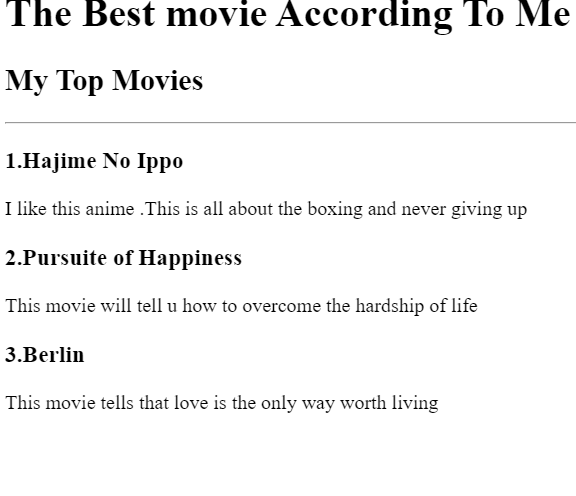 The Best movie According To Me
My Top Movies
1.Hajime No Ippo
I like this anime .This is all about the boxing and never giving up
2.Pursuite of Happiness
This movie will tell u how to overcome the hardship of life
3.Berlin
This movie tells that love is the only way worth living